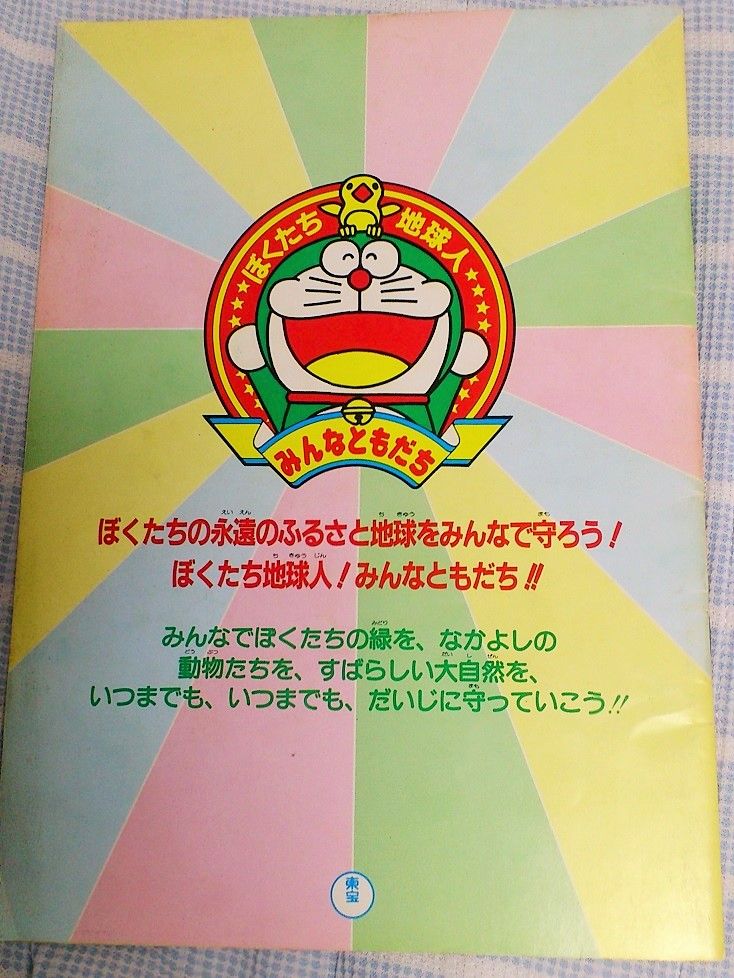 ぼくたち地球人
みんなともだち
ぼくたちの永遠のふるさと地球をみんなで守ろう！
ぼくたち地球人！みんなともだち!!
みんなでぼくたちの緑を、なかよしの
動物たちを、すばらしい大自然を、
いつまでも、いつまでも、だいじに守っていこう!!
東宝